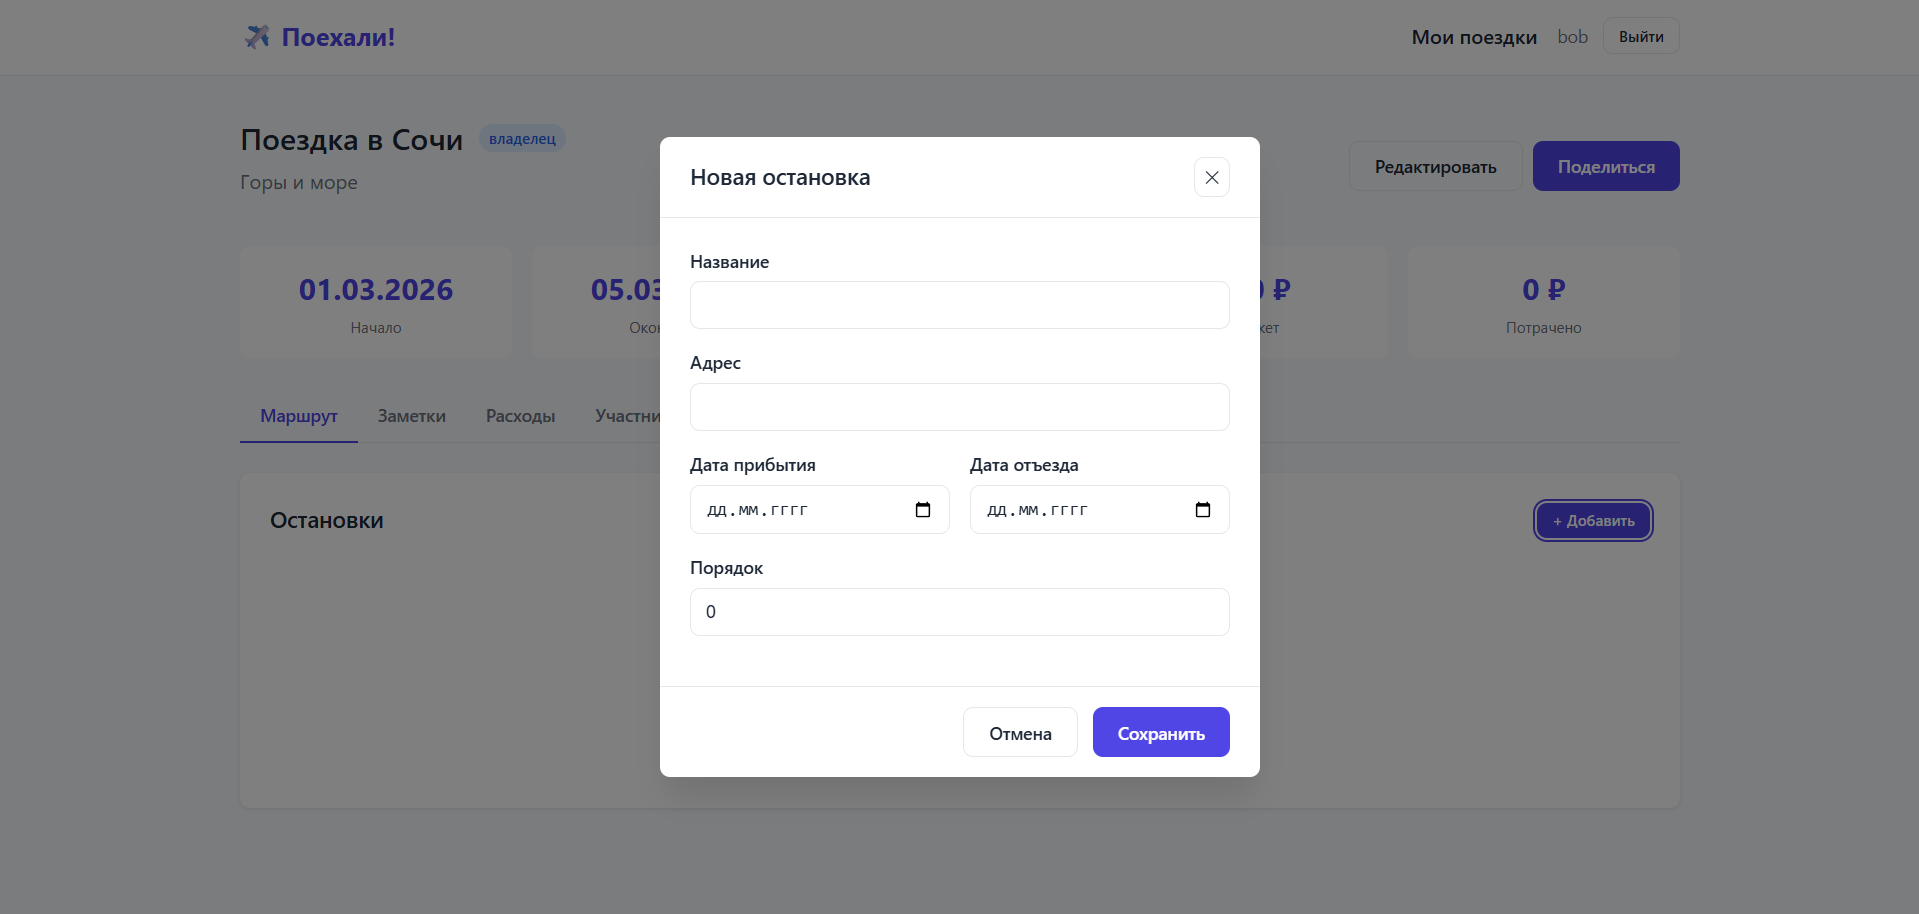 Поехали!
Мои поездки
bob
Выйти
Поездка в Сочи
владелец
Горы и море
Редактировать
Поделиться
01.03.2026
Начало
₽
0 ₽
Потрачено
Маршрут
Заметки
Расходы
Остановки
+ Добавить
Новая остановка
Название
Адрес
Дата прибытия
Дата отъезда
дд.мм.гггг
дд.мм.гггг
Порядок
0
Отмена
Сохранить